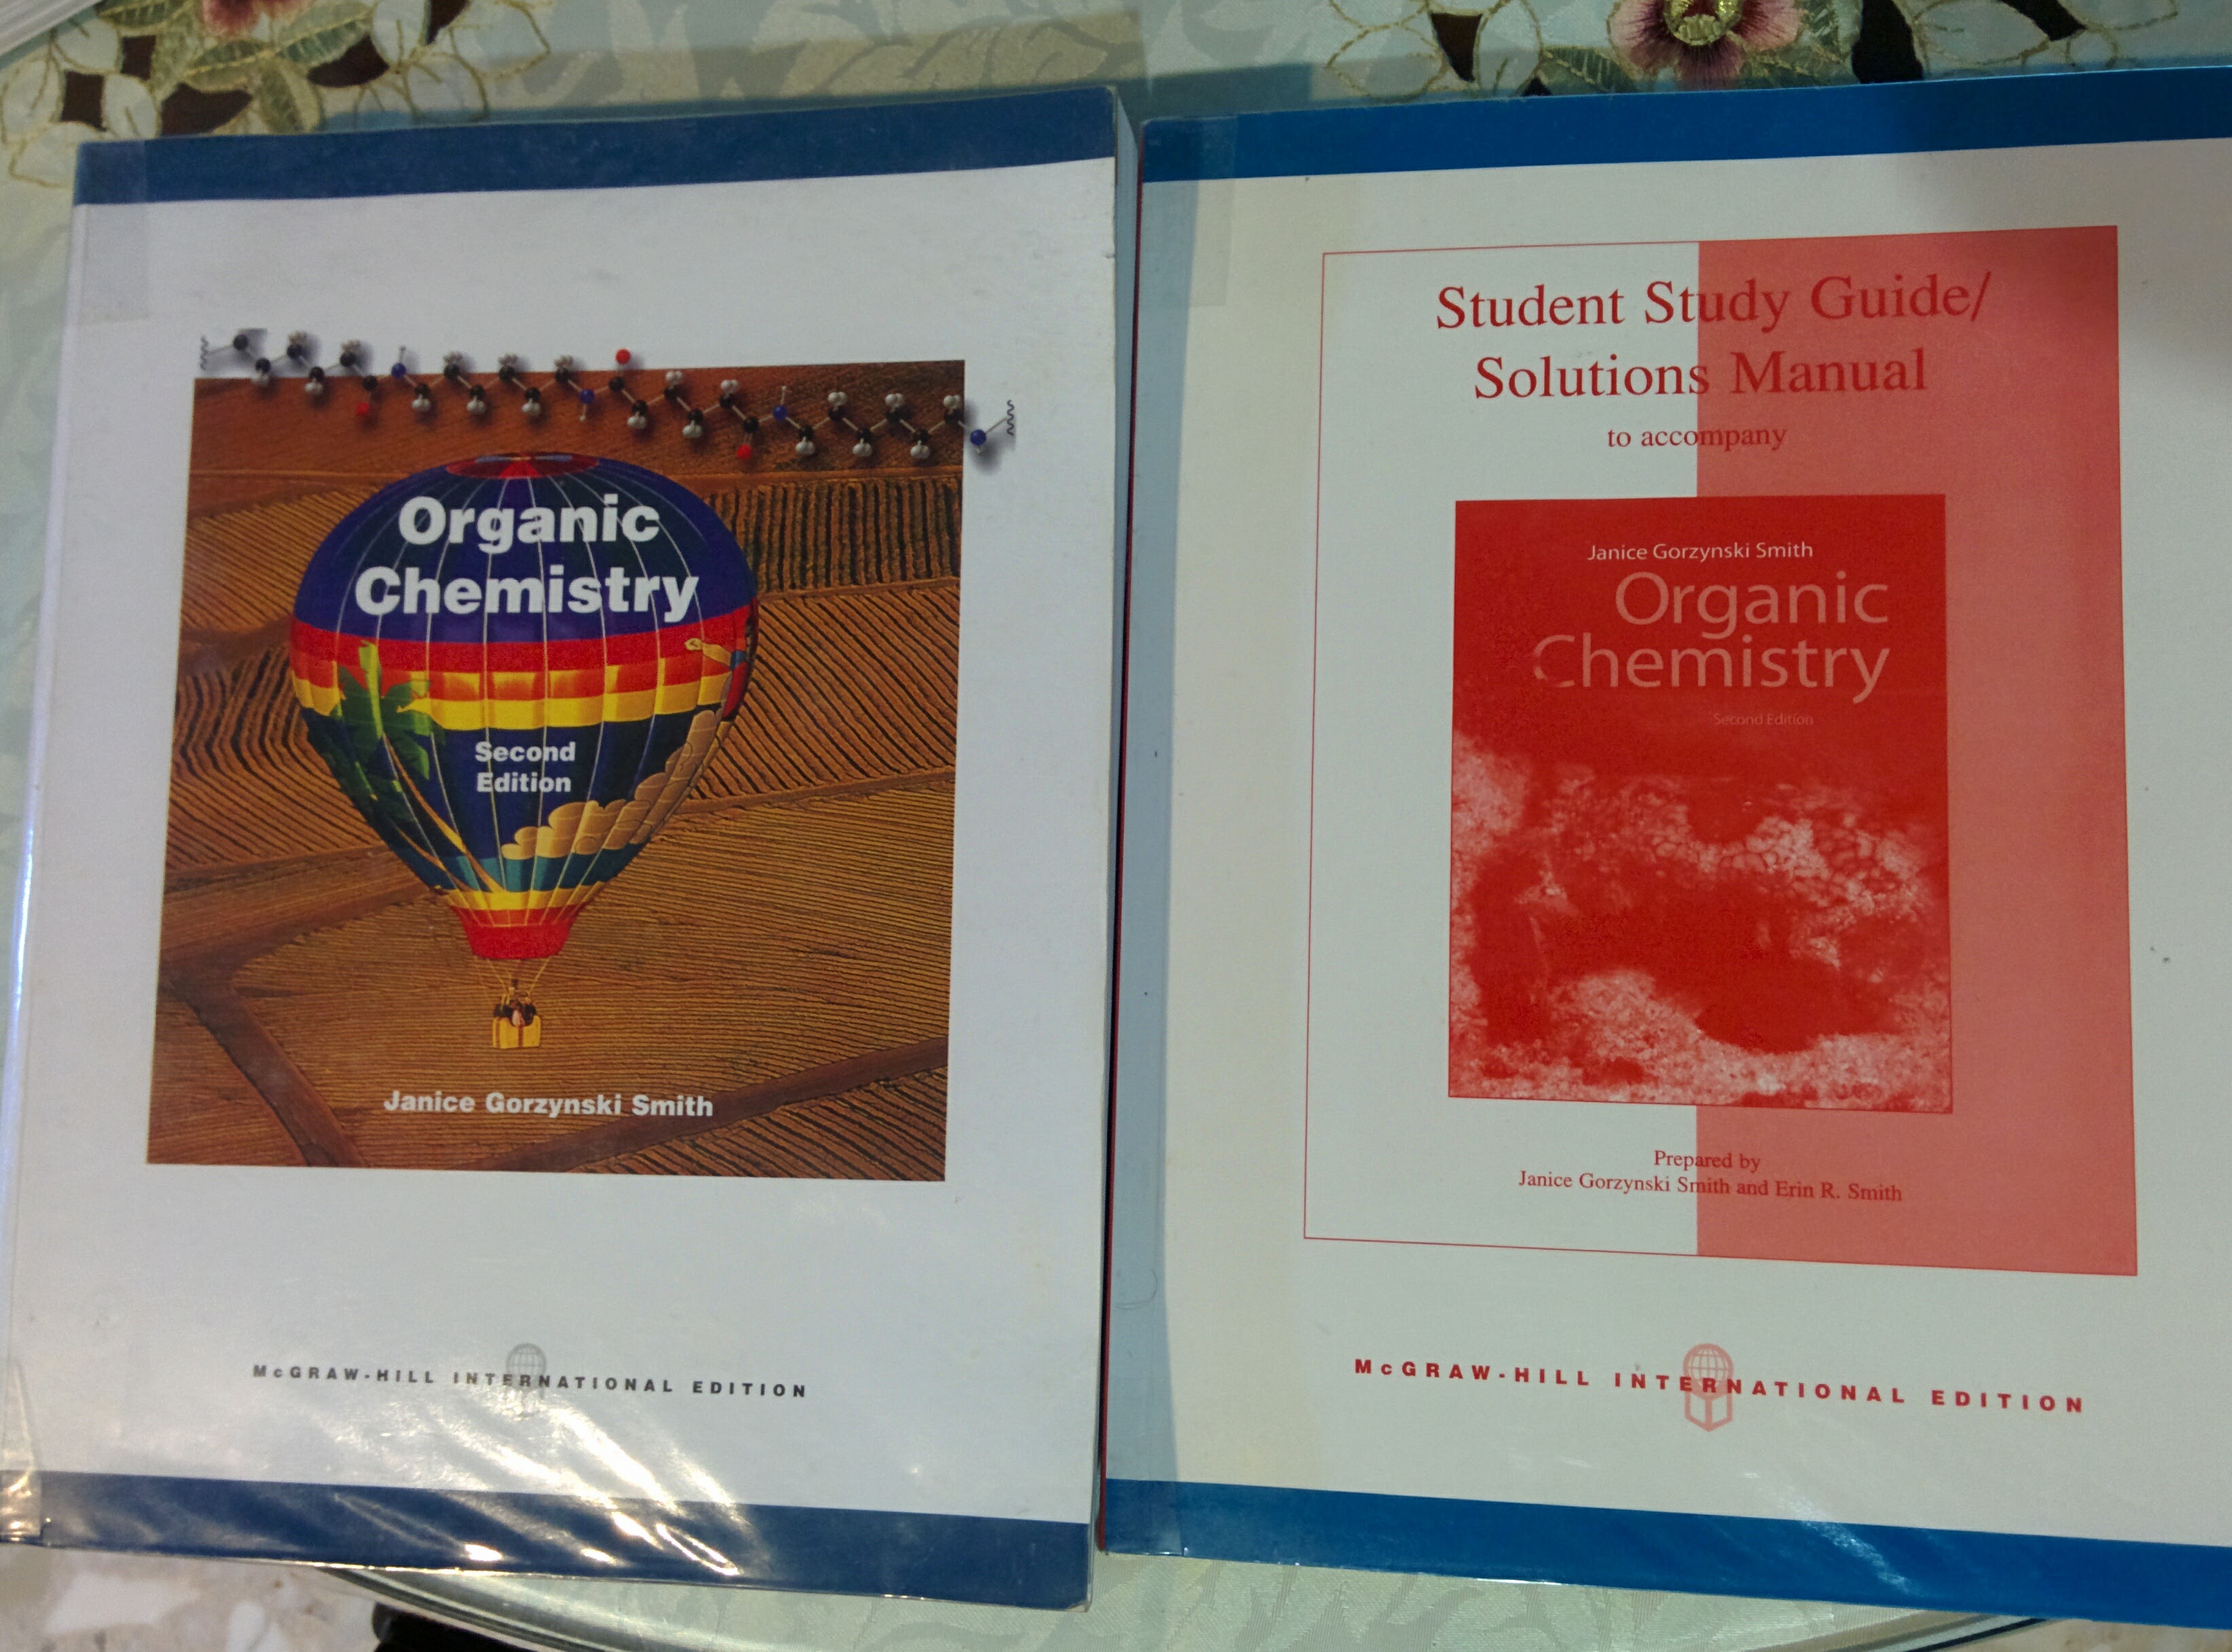 Organic
Chemistry
Second
Edition
Janice Gorzynski Smith
McGRAW-HILL INTERNATIONAL EDITION
Student Study Guide/
Solutions Manual
to accompany
Janice Gorzynski Smith
Organic
Chemistry
Second Edition
Prepared by
Janice Gorzynski Smith and Erin R. Smith
McGRAW-HILL INTERNATIONAL EDITION